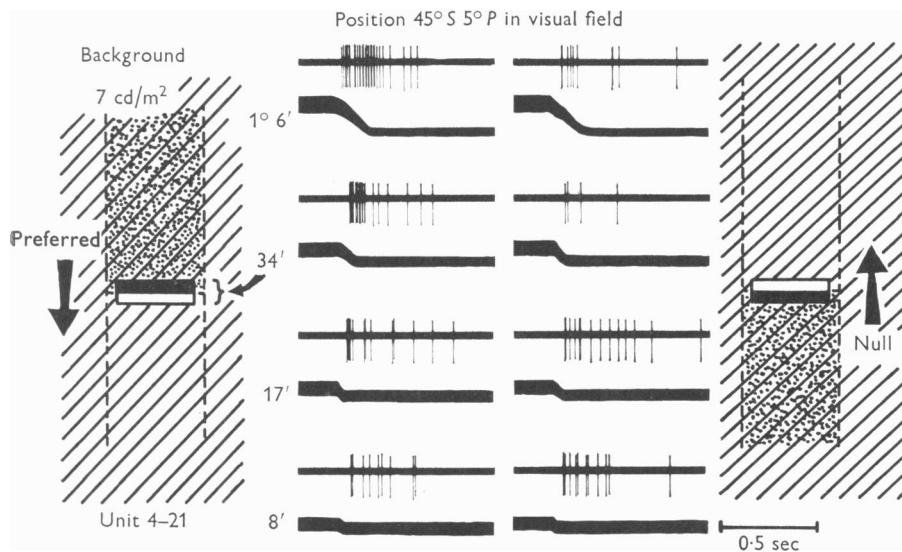 Position 45° S 5° P in visual field
Background
7 cd/m²
1° 6′
Preferred
34′
Null
17′
8′
Unit 4–21
0·5 sec